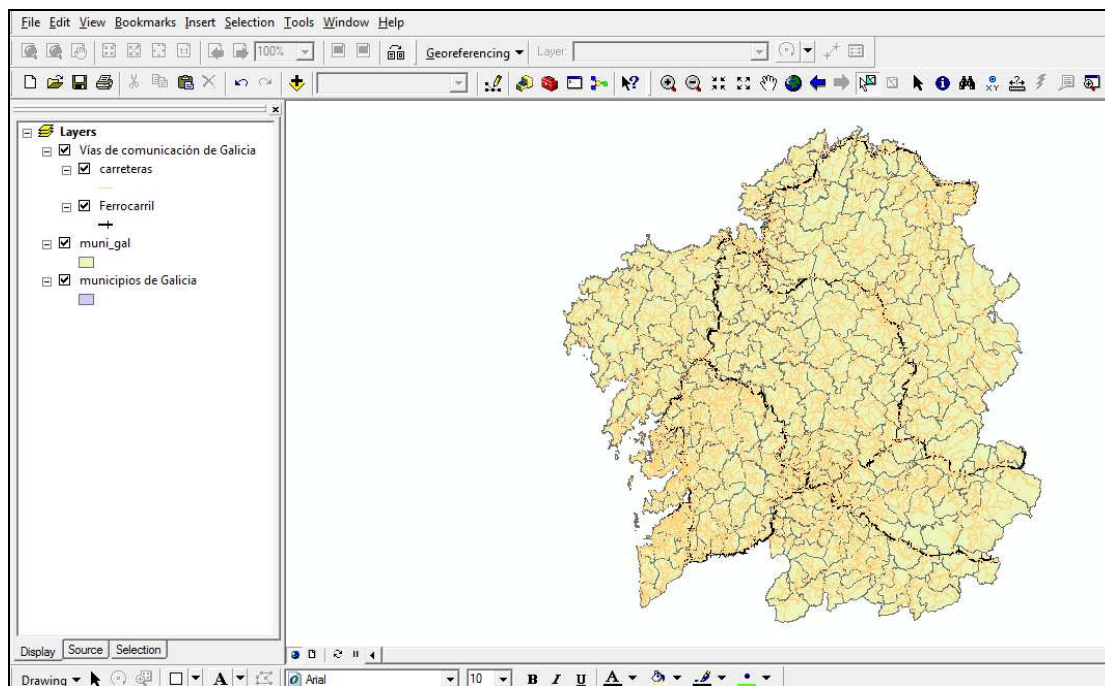 File Edit View Bookmarks Insert Selection Tools Window Help
100% Georeferencing Layer:
Layers
Vías de comunicación de Galicia
carreteras
Ferrocarril
muni_gal
municipios de Galicia
Display Source Selection
Drawing A Arial 10 B I U A